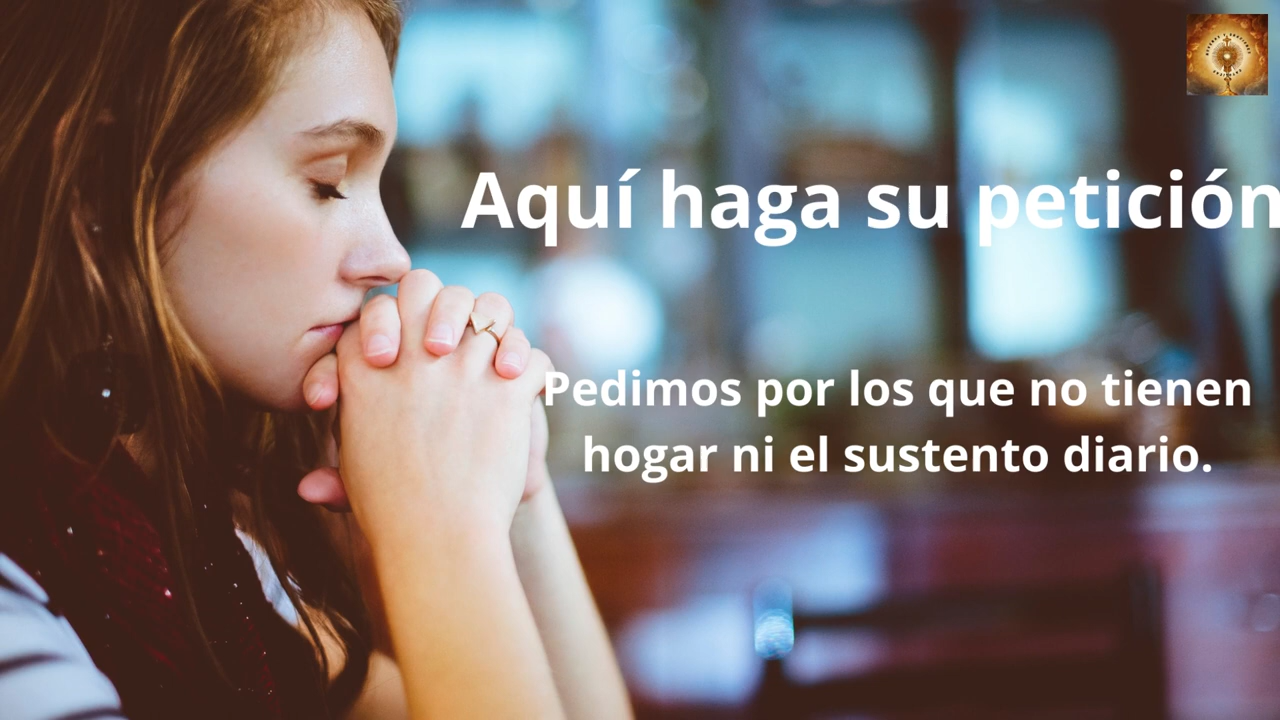 Aquí haga su petición
Pedimos por los que no tienen
hogar ni el sustento diario.